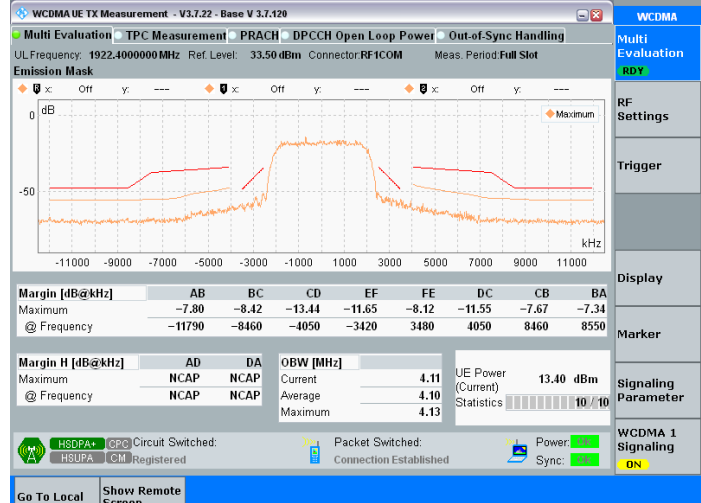 WCDMA UE TX Measurement - V3.7.22 - Base V 3.7.120
WCDMA
Multi Evaluation TPC Measurement PRACH DPCCH Open Loop Power Out-of-Sync Handling
Multi
Evaluation
RDY
UL Frequency: 1922.4000000 MHz Ref. Level: 33.50 dBm Connector:RF1COM Meas. Period:Full Slot
Emission Mask
R x: Off y: --- 1 x: Off y: --- 2 x: Off y: ---
dB
Maximum
0
-50
kHz
-11000 -9000 -7000 -5000 -3000 -1000 1000 3000 5000 7000 9000 11000
RF
Settings
Trigger
Display
Marker
Signaling
Parameter
WCDMA 1
Signaling
ON
Margin [dB@kHz] AB BC CD EF FE DC CB BA
Maximum -7.80 -8.42 -13.44 -11.65 -8.12 -11.55 -7.67 -7.34
@ Frequency -11790 -8460 -4050 -3420 3480 4050 8460 8550
Margin H [dB@kHz] AD DA
Maximum NCAP NCAP
@ Frequency NCAP NCAP
OBW [MHz]
Current 4.11
Average 4.10
Maximum 4.13
UE Power
(Current) 13.40 dBm
Statistics 10 / 10
HSDPA+ CPC Circuit Switched:
HSUPA CM Registered
Packet Switched:
Connection Established
Power: OK
Sync: OK
Go To Local
Show Remote
Screen